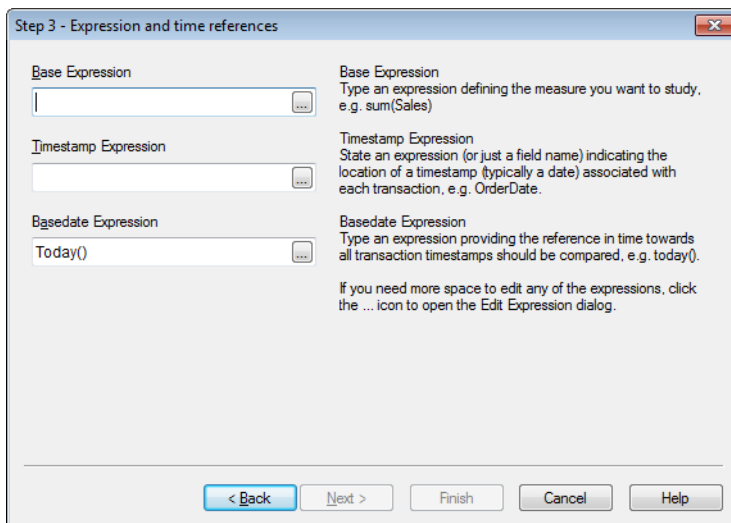 Step 3 - Expression and time references
Base Expression
...
Timestamp Expression
...
Basedate Expression
Today()
...
Base Expression
Type an expression defining the measure you want to study,
e.g. sum(Sales)
Timestamp Expression
State an expression (or just a field name) indicating the
location of a timestamp (typically a date) associated with
each transaction, e.g. OrderDate.
Basedate Expression
Type an expression providing the reference in time towards
all transaction timestamps should be compared, e.g. today().
If you need more space to edit any of the expressions, click
the ... icon to open the Edit Expression dialog.
< Back
Next >
Finish
Cancel
Help